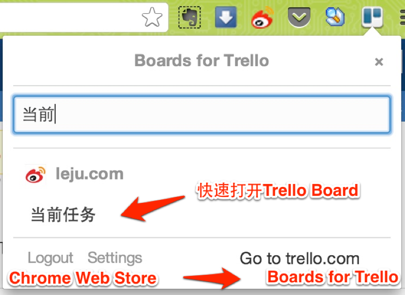 Boards for Trello ×
当前
leju.com
快速打开Trello Board
当前任务
Logout Settings Go to trello.com
Chrome Web Store Boards for Trello